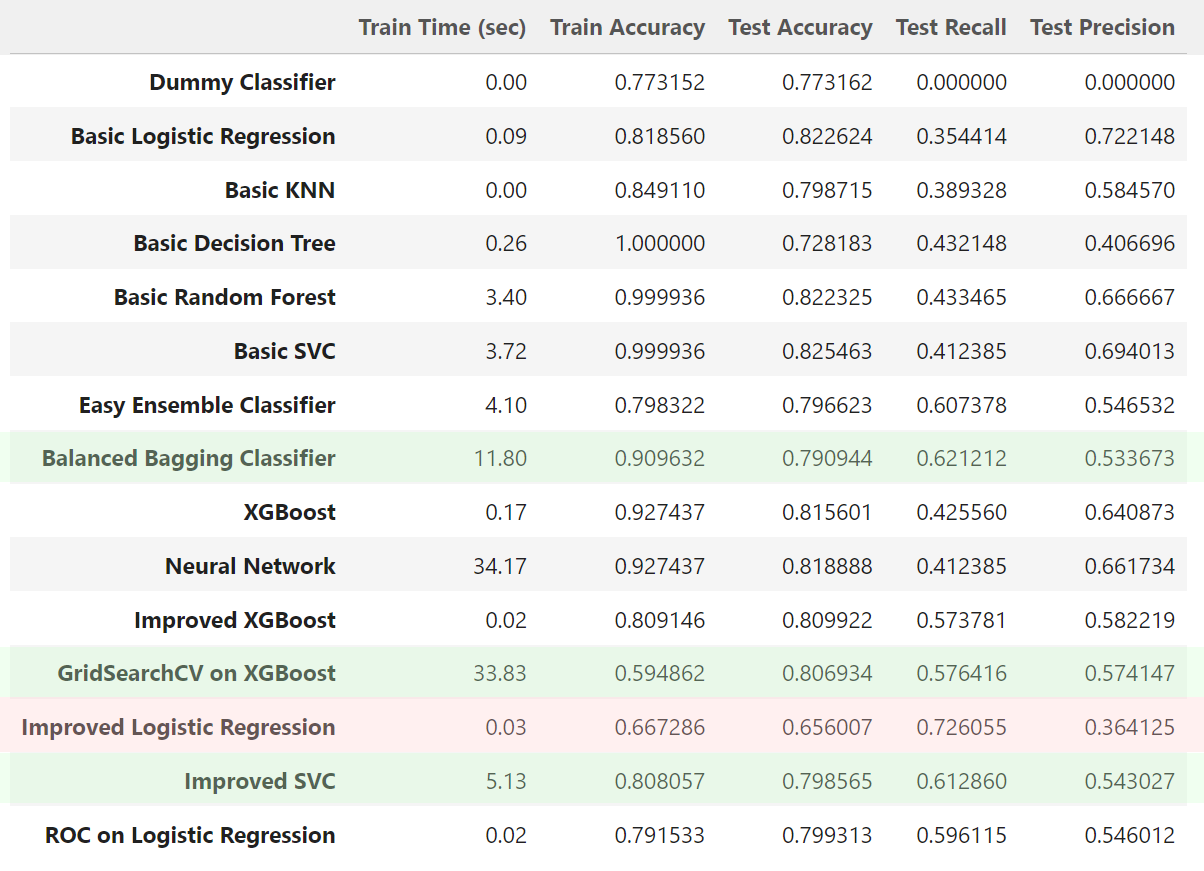 Train Time (sec) Train Accuracy Test Accuracy Test Recall Test Precision
Dummy Classifier 0.00 0.773152 0.773162 0.000000 0.000000
Basic Logistic Regression 0.09 0.818560 0.822624 0.354414 0.722148
Basic KNN 0.00 0.849110 0.798715 0.389328 0.584570
Basic Decision Tree 0.26 1.000000 0.728183 0.432148 0.406696
Basic Random Forest 3.40 0.999936 0.822325 0.433465 0.666667
Basic SVC 3.72 0.999936 0.825463 0.412385 0.694013
Easy Ensemble Classifier 4.10 0.798322 0.796623 0.607378 0.546532
Balanced Bagging Classifier 11.80 0.909632 0.790944 0.621212 0.533673
XGBoost 0.17 0.927437 0.815601 0.425560 0.640873
Neural Network 34.17 0.927437 0.818888 0.412385 0.661734
Improved XGBoost 0.02 0.809146 0.809922 0.573781 0.582219
GridSearchCV on XGBoost 33.83 0.594862 0.806934 0.576416 0.574147
Improved Logistic Regression 0.03 0.667286 0.656007 0.726055 0.364125
Improved SVC 5.13 0.808057 0.798565 0.612860 0.543027
ROC on Logistic Regression 0.02 0.791533 0.799313 0.596115 0.546012